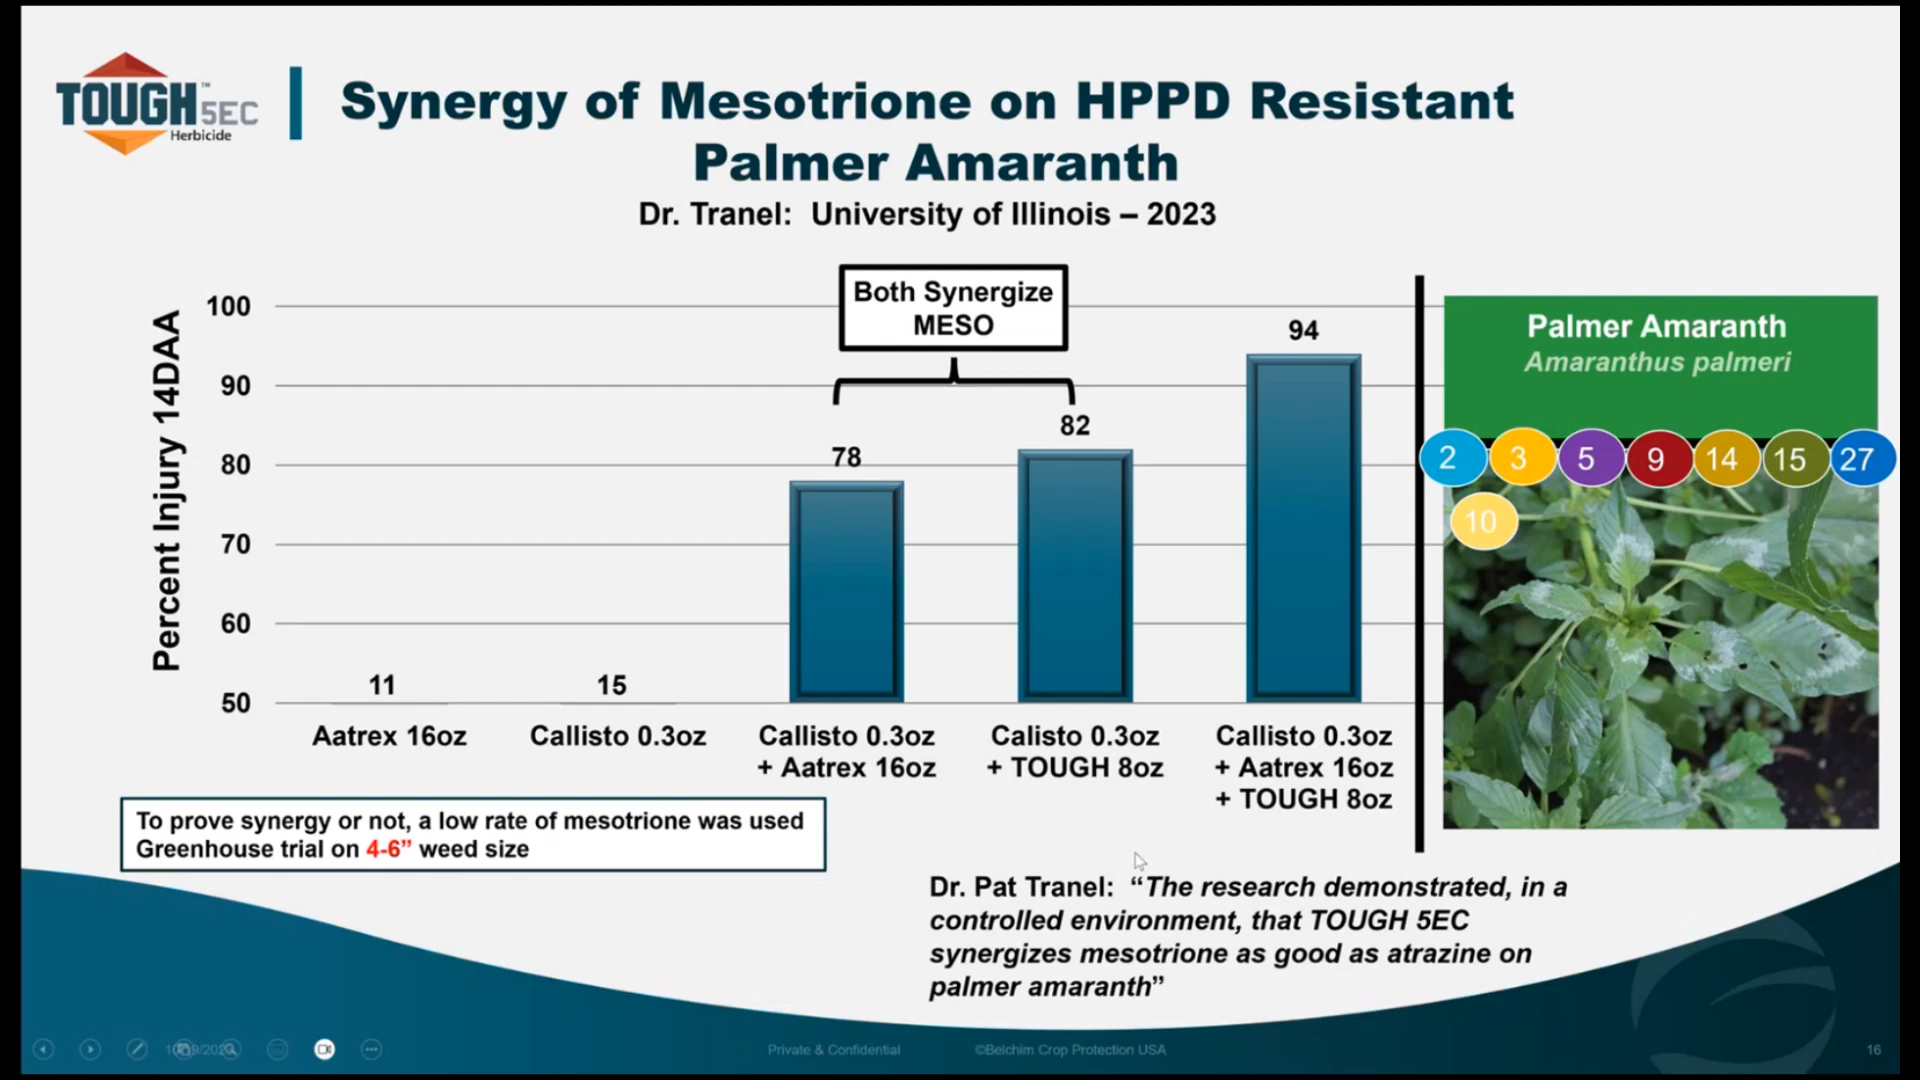 TOUGH™ 5EC
Herbicide
Synergy of Mesotrione on HPPD Resistant
Palmer Amaranth
Dr. Tranel: University of Illinois – 2023
Both Synergize
MESO
Percent Injury 14DAA
100
90
80
70
60
50
11
15
78
82
94
Aatrex 16oz
Callisto 0.3oz
Callisto 0.3oz
+ Aatrex 16oz
Calisto 0.3oz
+ TOUGH 8oz
Callisto 0.3oz
+ Aatrex 16oz
+ TOUGH 8oz
Palmer Amaranth
Amaranthus palmeri
2 3 5 9 14 15 27
10
To prove synergy or not, a low rate of mesotrione was used
Greenhouse trial on 4-6” weed size
Dr. Pat Tranel: “The research demonstrated, in a
controlled environment, that TOUGH 5EC
synergizes mesotrione as good as atrazine on
palmer amaranth”
Private & Confidential
©Belchim Crop Protection USA
16